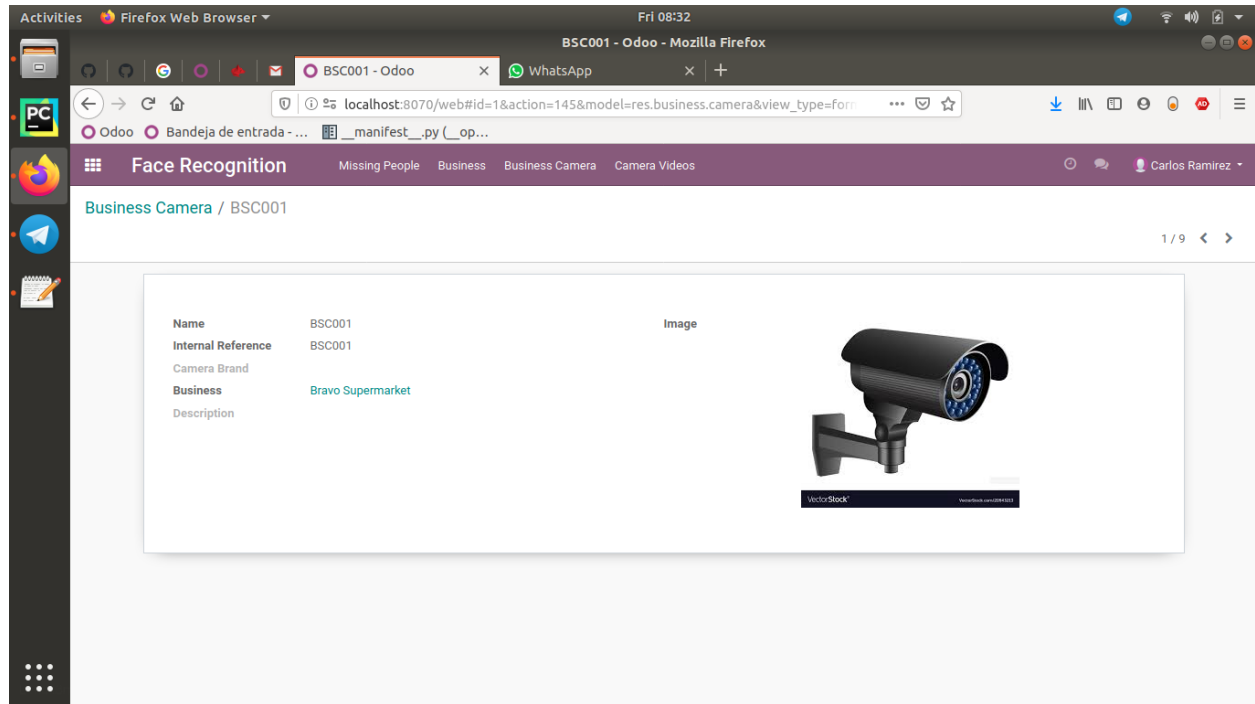 Activities Firefox Web Browser Fri 08:32
BSC001 - Odoo - Mozilla Firefox
BSC001 - Odoo WhatsApp
localhost:8070/web#id=1&action=145&model=res.business.camera&view_type=forr
Odoo Bandeja de entrada - ... __manifest__.py (__op...
Face Recognition Missing People Business Business Camera Camera Videos Carlos Ramirez
Business Camera / BSC001
1 / 9
Name BSC001 Image
Internal Reference BSC001
Camera Brand
Business Bravo Supermarket
Description
VectorStock®
PC